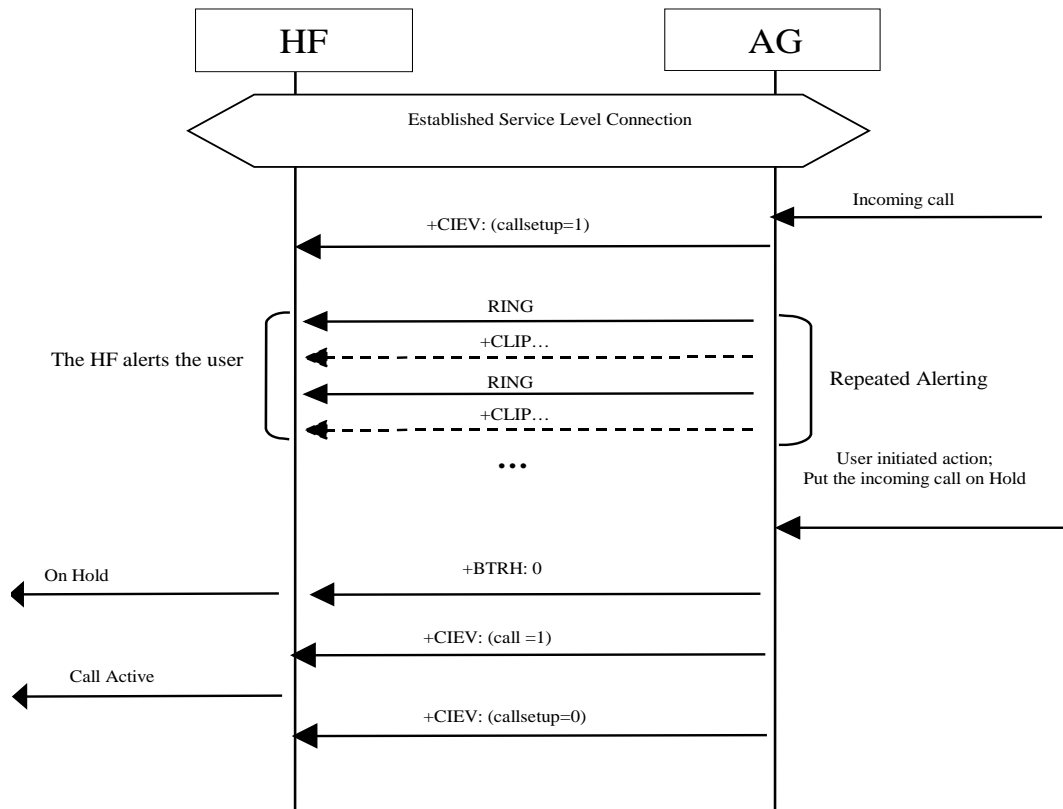 HF
AG
Established Service Level Connection
Incoming call
+CIEV: (callsetup=1)
RING
+CLIP…
The HF alerts the user
RING
Repeated Alerting
+CLIP…
...
User initiated action;
Put the incoming call on Hold
On Hold
+BTRH: 0
+CIEV: (call =1)
Call Active
+CIEV: (callsetup=0)